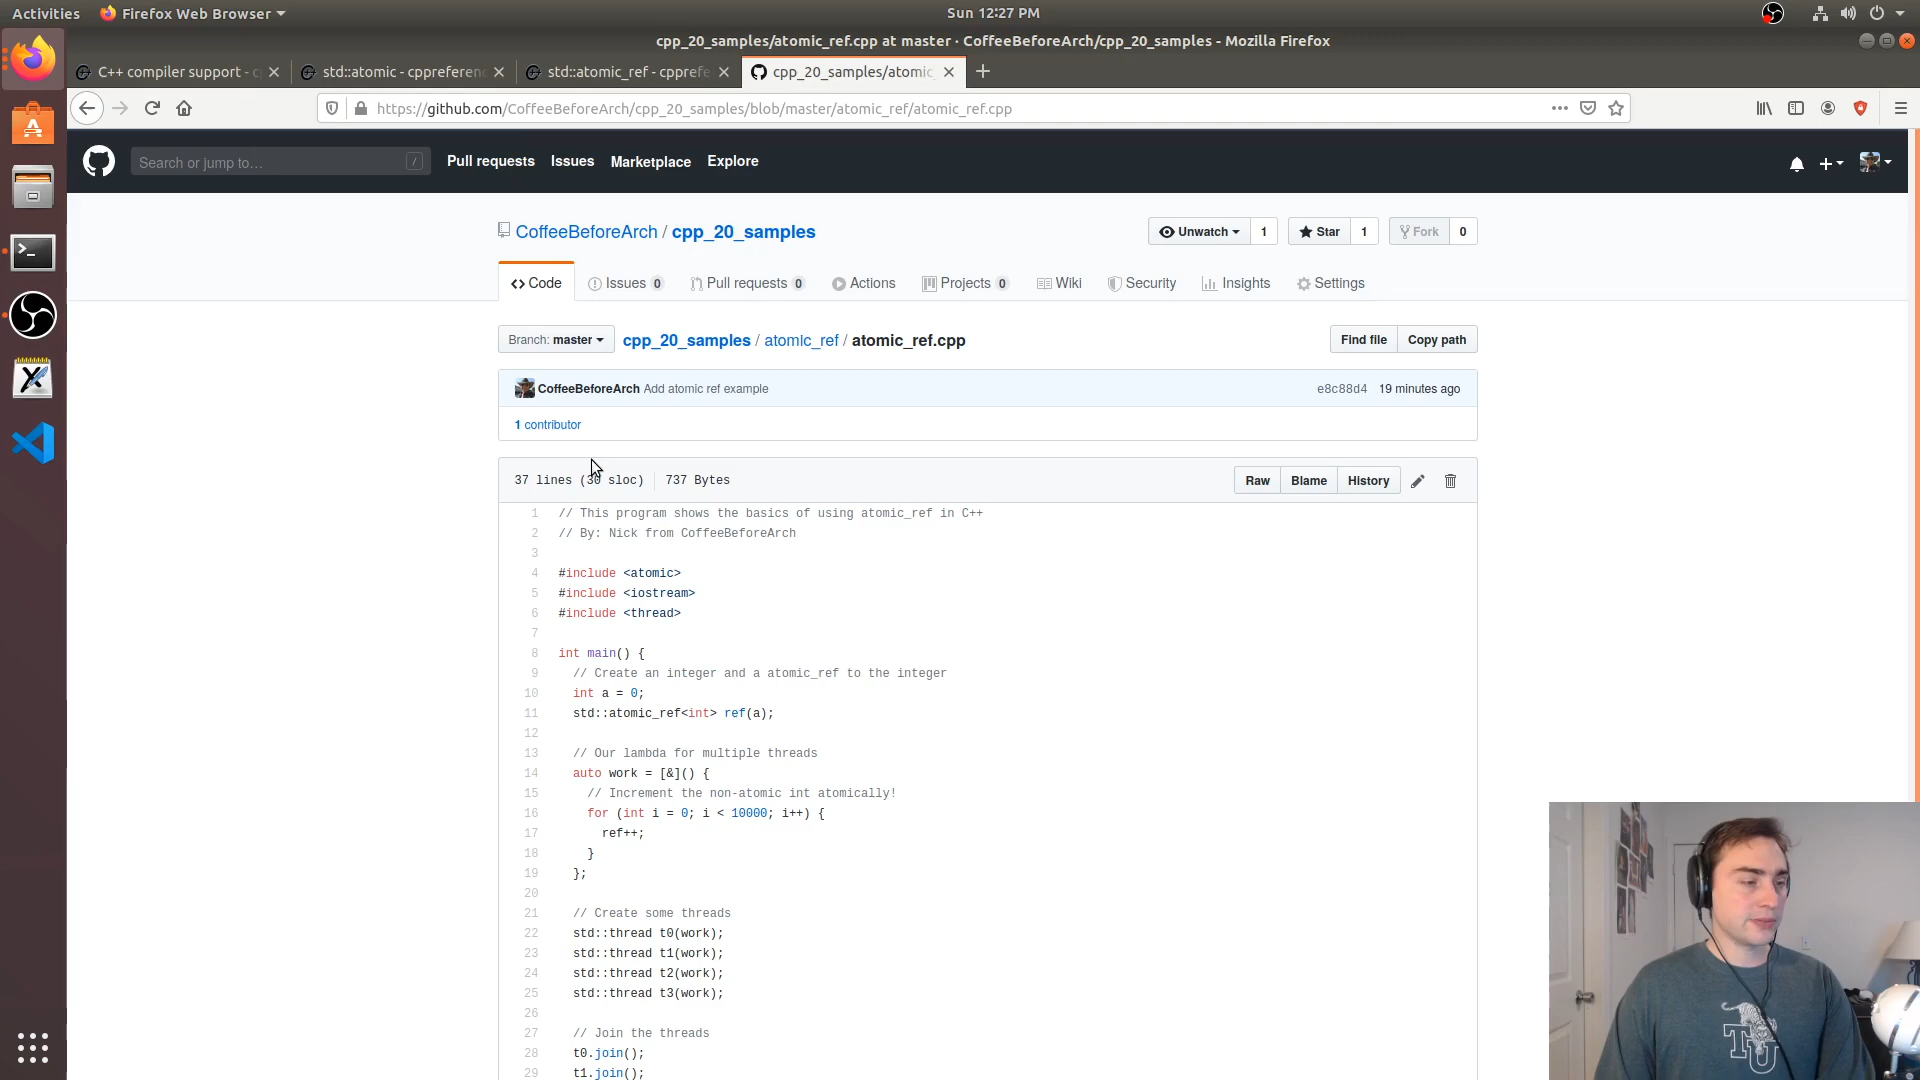 Activities Firefox Web Browser Sun 12:27 PM
cpp_20_samples/atomic_ref.cpp at master · CoffeeBeforeArch/cpp_20_samples - Mozilla Firefox
C++ compiler support - c std::atomic - cppreferenc std::atomic_ref - cpprefe cpp_20_samples/atomic
https://github.com/CoffeeBeforeArch/cpp_20_samples/blob/master/atomic_ref/atomic_ref.cpp
Search or jump to… / Pull requests Issues Marketplace Explore
CoffeeBeforeArch / cpp_20_samples Unwatch 1 Star 1 Fork 0
Code Issues 0 Pull requests 0 Actions Projects 0 Wiki Security Insights Settings
Branch: master cpp_20_samples / atomic_ref / atomic_ref.cpp Find file Copy path
CoffeeBeforeArch Add atomic ref example e8c88d4 19 minutes ago
1 contributor
37 lines (30 sloc) 737 Bytes Raw Blame History
1 // This program shows the basics of using atomic_ref in C++
2 // By: Nick from CoffeeBeforeArch
3
4 #include <atomic>
5 #include <iostream>
6 #include <thread>
7
8 int main() {
9 // Create an integer and a atomic_ref to the integer
10 int a = 0;
11 std::atomic_ref<int> ref(a);
12
13 // Our lambda for multiple threads
14 auto work = [&]() {
15 // Increment the non-atomic int atomically!
16 for (int i = 0; i < 10000; i++) {
17 ref++;
18 }
19 };
20
21 // Create some threads
22 std::thread t0(work);
23 std::thread t1(work);
24 std::thread t2(work);
25 std::thread t3(work);
26
27 // Join the threads
28 t0.join();
29 t1.join();
TU